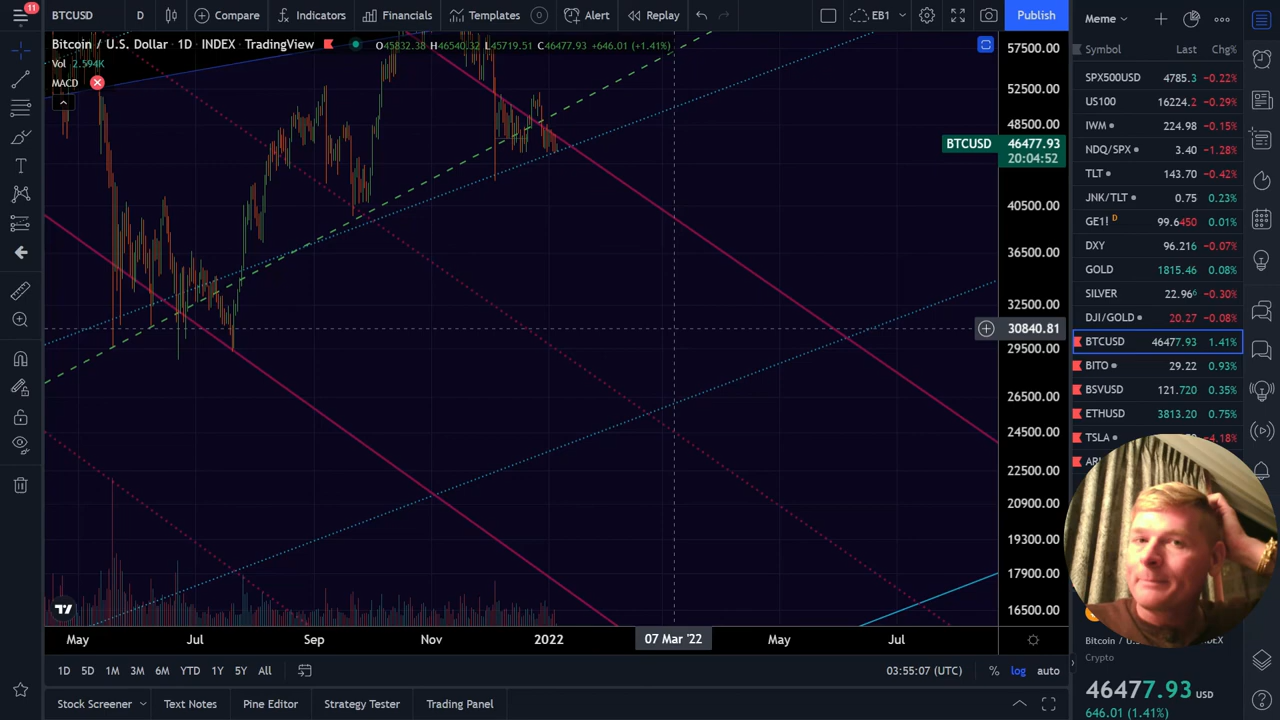 11
BTCUSD D Compare Indicators Financials Templates Alert Replay EB1 Publish Meme
Bitcoin / U.S. Dollar · 1D · INDEX · TradingView O45832.38 H46540.32 L45719.51 C46477.93 +646.01 (+1.41%)
Vol 2.594K
MACD
57500.00
52500.00
48500.00
BTCUSD 46477.93
20:04:52
40500.00
36500.00
32500.00
30840.81
29500.00
26500.00
24500.00
22500.00
20900.00
19300.00
17900.00
16500.00
May Jul Sep Nov 2022 07 Mar '22 May Jul
1D 5D 1M 3M 6M YTD 1Y 5Y All 03:55:07 (UTC) % log auto
Stock Screener Text Notes Pine Editor Strategy Tester Trading Panel
Symbol Last Chg%
SPX500USD 4785.3 −0.22%
US100 16224.2 −0.29%
IWM 224.98 −0.15%
NDQ/SPX 3.40 −1.28%
TLT 143.70 −0.42%
JNK/TLT 0.75 0.23%
GE1! D 99.6450 0.01%
DXY 96.216 −0.07%
GOLD 1815.46 0.08%
SILVER 22.966 −0.30%
DJI/GOLD 20.27 −0.08%
BTCUSD 46477.93 1.41%
BITO 29.22 0.93%
BSVUSD 121.720 0.35%
ETHUSD 3813.20 0.75%
TSLA −4.18%
Bitcoin / U.S. INDEX
Crypto
46477.93 USD
646.01 (1.41%)